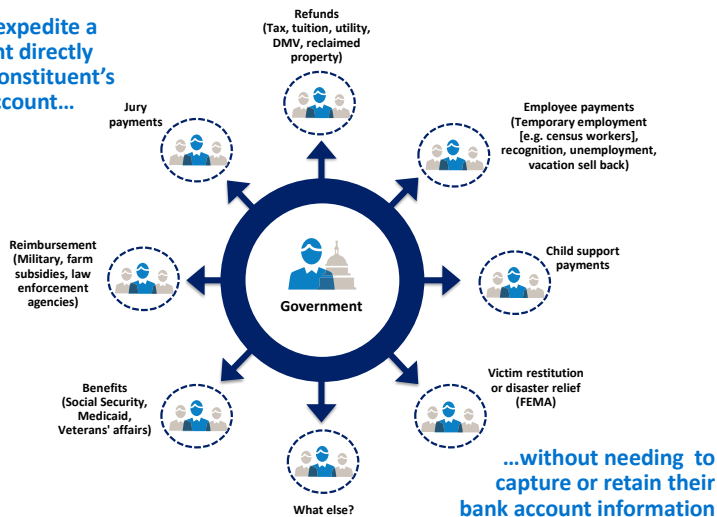 expedite a
nt directly
onstituent's
ccount…
Refunds
(Tax, tuition, utility,
DMV, reclaimed
property)
Jury
payments
Employee payments
(Temporary employment
[e.g. census workers],
recognition, unemployment,
vacation sell back)
Reimbursement
(Military, farm
subsidies, law
enforcement
agencies)
Government
Child support
payments
Benefits
(Social Security,
Medicaid,
Veterans' affairs)
Victim restitution
or disaster relief
(FEMA)
What else?
…without needing to
capture or retain their
bank account information